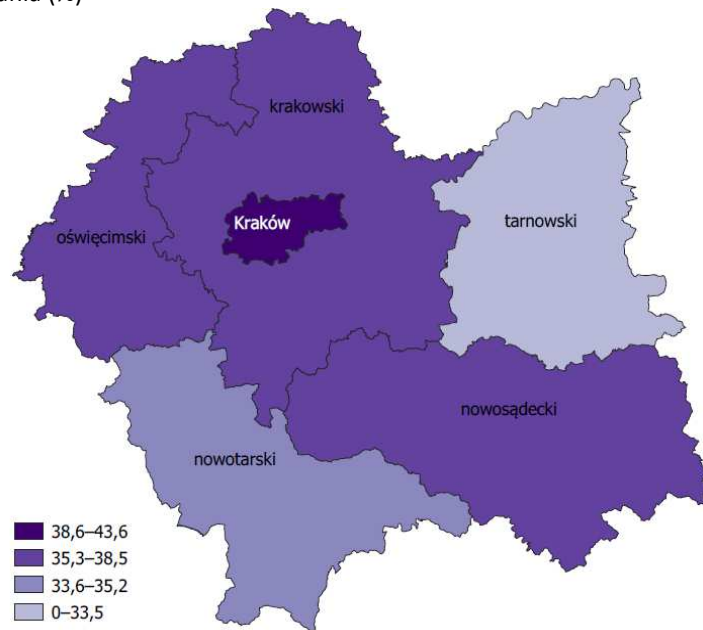 krakowski
Kraków
tarnowski
oświęcimski
nowosądecki
nowotarski
38,6–43,6
35,3–38,5
33,6–35,2
0–33,5